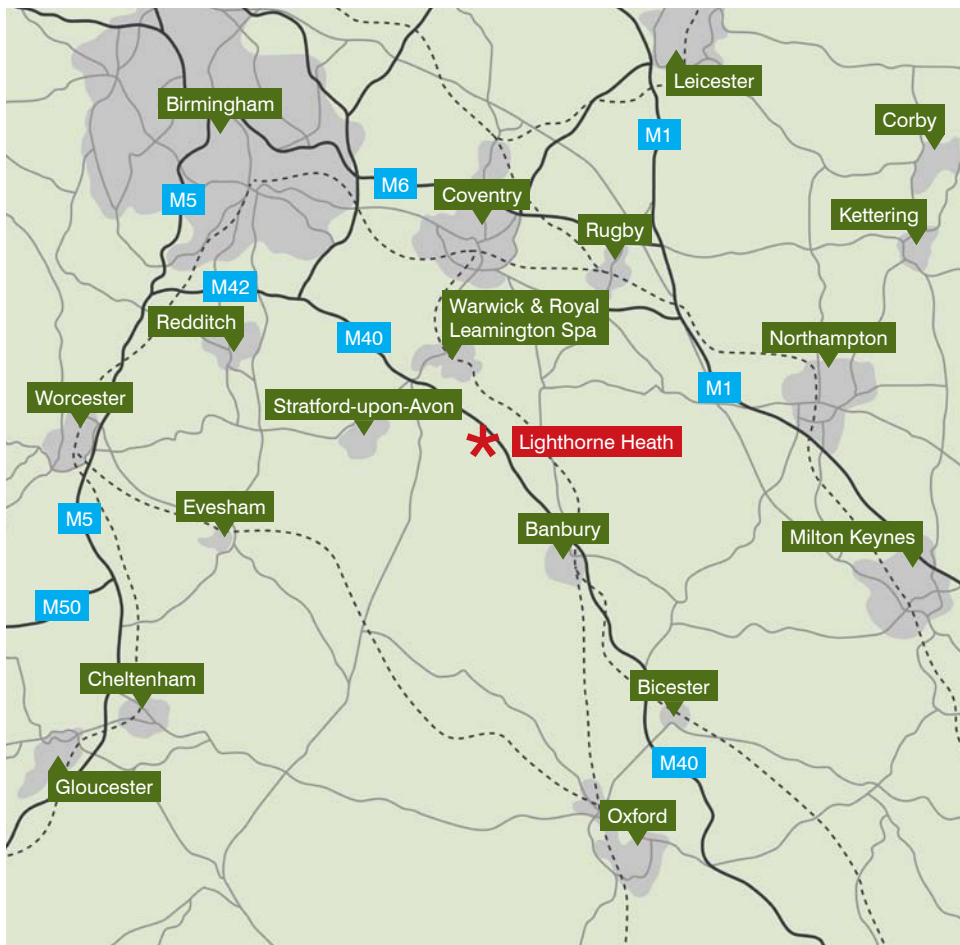 Leicester
Birmingham
Corby
M1
M6
M5
Coventry
Kettering
Rugby
M42
Redditch
M40
Warwick & Royal
Leamington Spa
Northampton
M1
Worcester
Stratford-upon-Avon
Lighthorne Heath
Evesham
M5
Banbury
Milton Keynes
M50
Cheltenham
Bicester
M40
Gloucester
Oxford